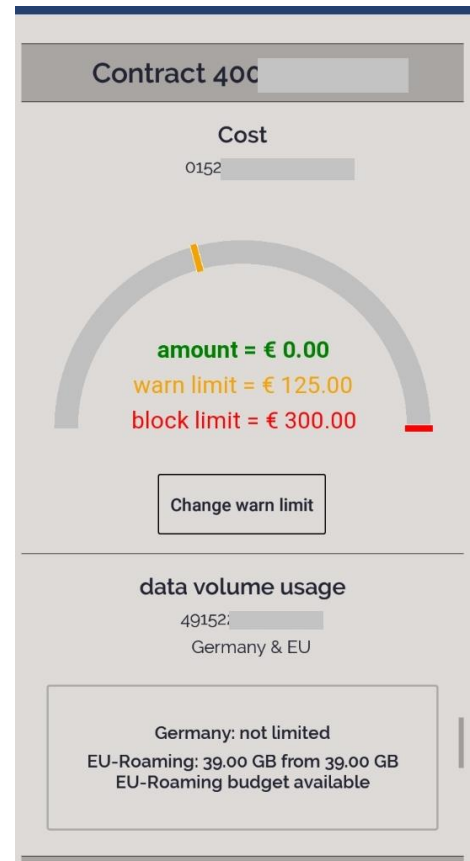 Contract 400
Cost
0152
amount = € 0.00
warn limit = € 125.00
block limit = € 300.00
Change warn limit
data volume usage
49152
Germany & EU
Germany: not limited
EU-Roaming: 39.00 GB from 39.00 GB
EU-Roaming budget available